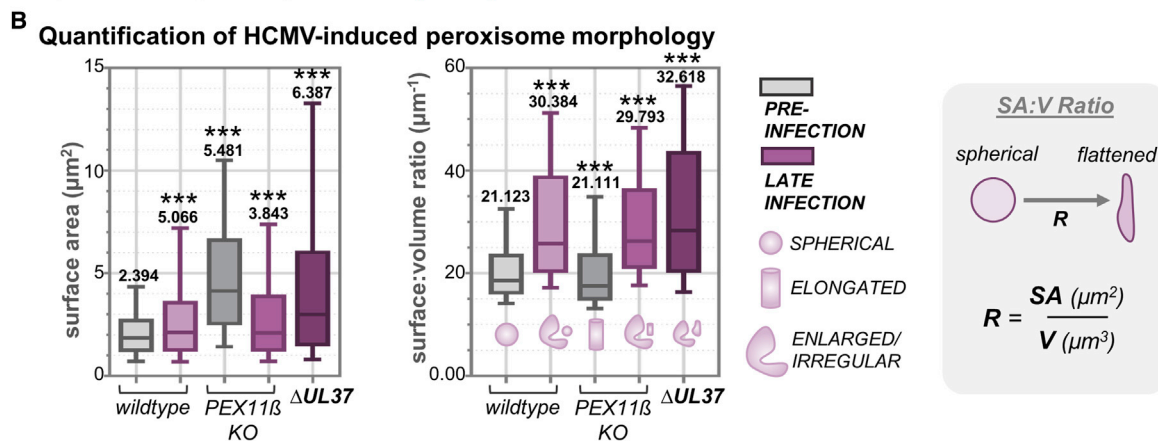 B
Quantification of HCMV-induced peroxisome morphology
surface area (µm²)
15
10
5
0
2.394
***
5.066
***
5.481
***
3.843
***
6.387
wildtype
PEX11ß
KO
ΔUL37
surface:volume ratio (µm⁻¹)
60
40
20
0.00
21.123
***
30.384
***
21.111
***
29.793
***
32.618
wildtype
PEX11ß
KO
ΔUL37
PRE-
INFECTION
LATE
INFECTION
SPHERICAL
ELONGATED
ENLARGED/
IRREGULAR
SA:V Ratio
spherical
flattened
R
R = SA (µm²)
V (µm³)